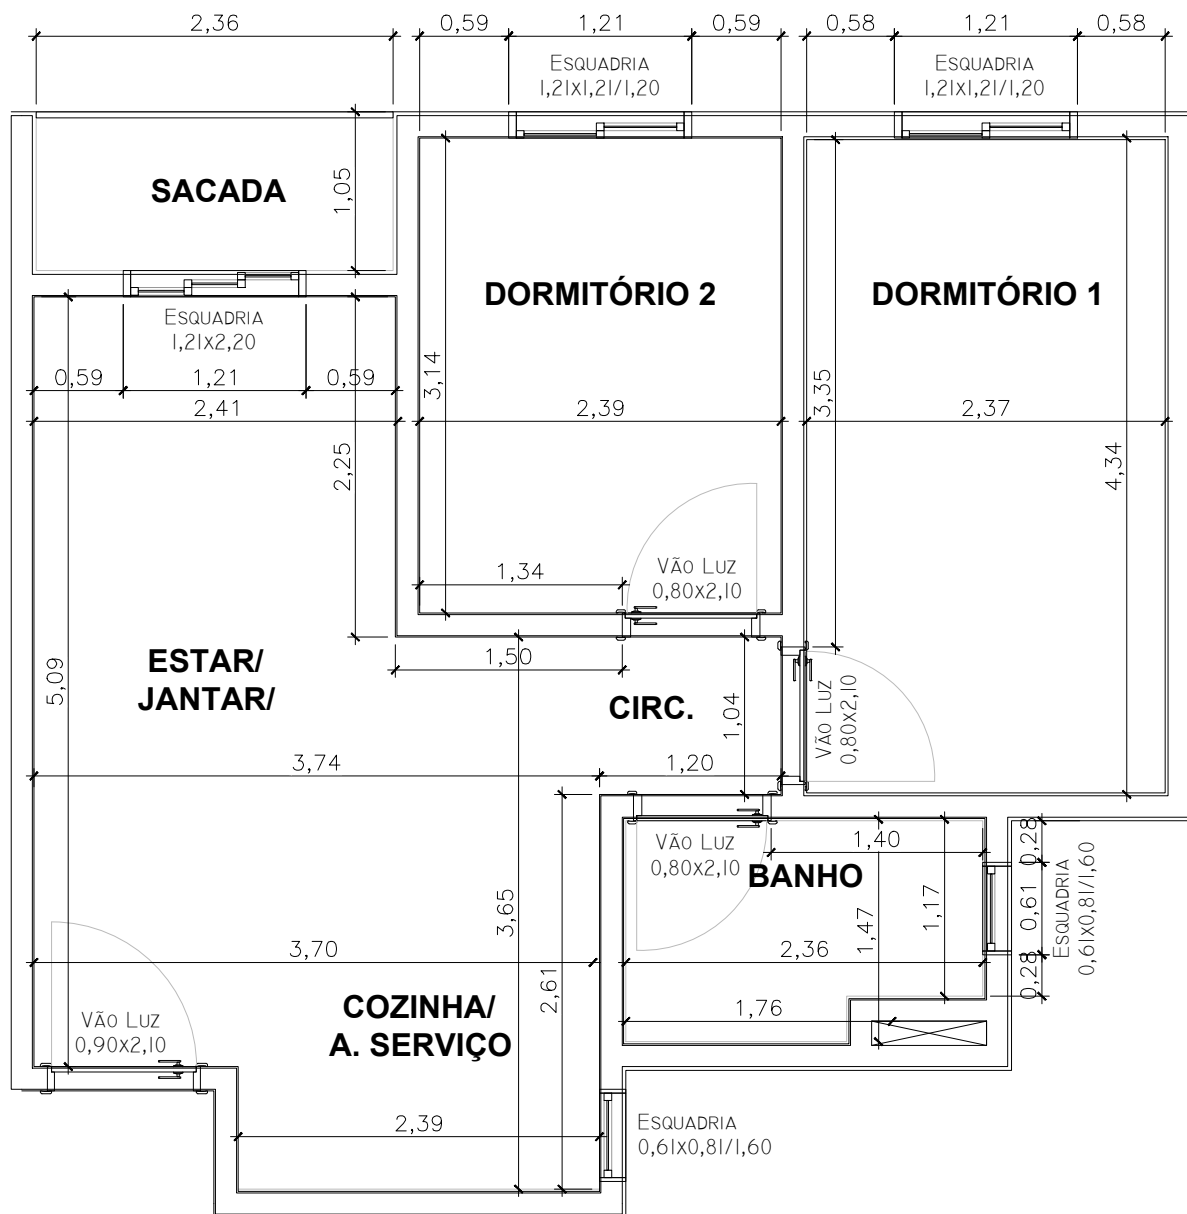 2,36
0,59
1,21
0,59
0,58
1,21
0,58
ESQUADRIA
1,21x1,21/1,20
ESQUADRIA
1,21x1,21/1,20
SACADA
1,05
DORMITÓRIO 2
DORMITÓRIO 1
ESQUADRIA
1,21x2,20
0,59
1,21
0,59
2,41
2,25
3,14
2,39
3,35
2,37
4,34
1,34
VÃO LUZ
0,80x2,10
1,50
ESTAR/
JANTAR/
5,09
CIRC.
1,04
VÃO LUZ
0,80x2,10
3,74
1,20
VÃO LUZ
0,80x2,10
1,40
BANHO
0,28
0,61
0,28
ESQUADRIA
0,61x0,81/1,60
3,65
1,47
1,17
3,70
2,61
2,36
COZINHA/
A. SERVIÇO
1,76
VÃO LUZ
0,90x2,10
2,39
ESQUADRIA
0,61x0,81/1,60